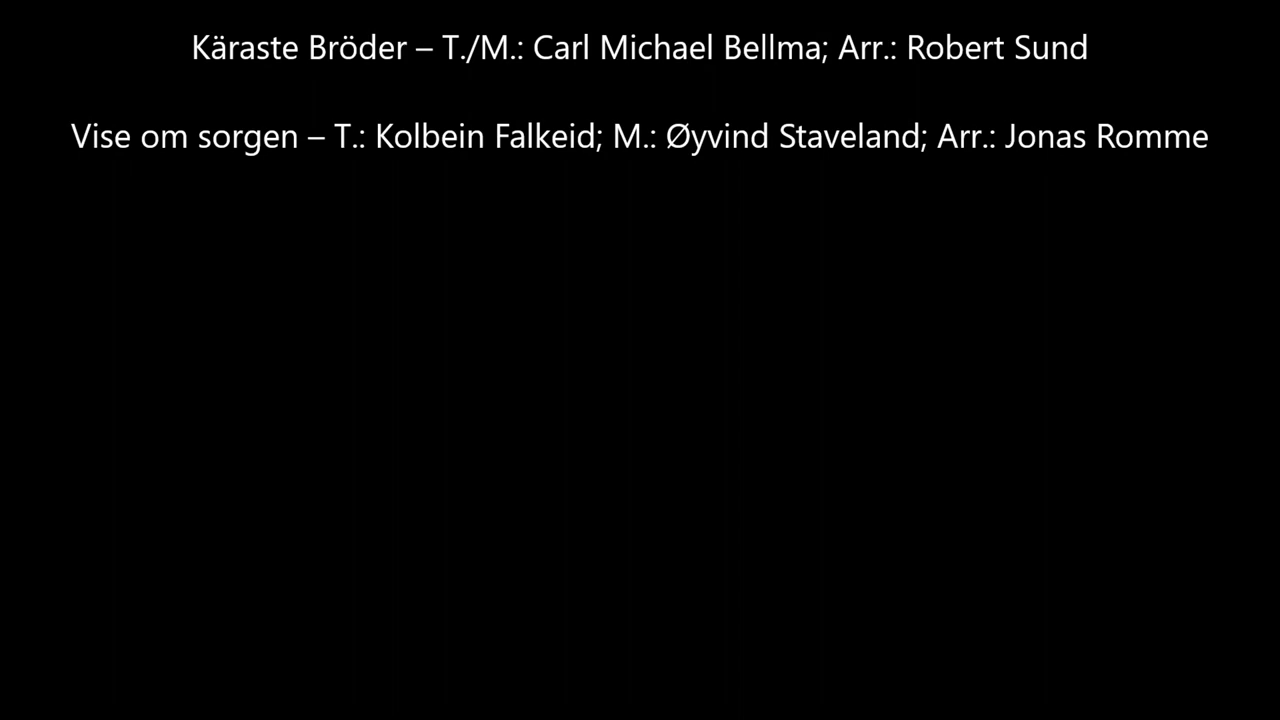 Käraste Bröder – T./M.: Carl Michael Bellma; Arr.: Robert Sund
Vise om sorgen – T.: Kolbein Falkeid; M.: Øyvind Staveland; Arr.: Jonas Romme